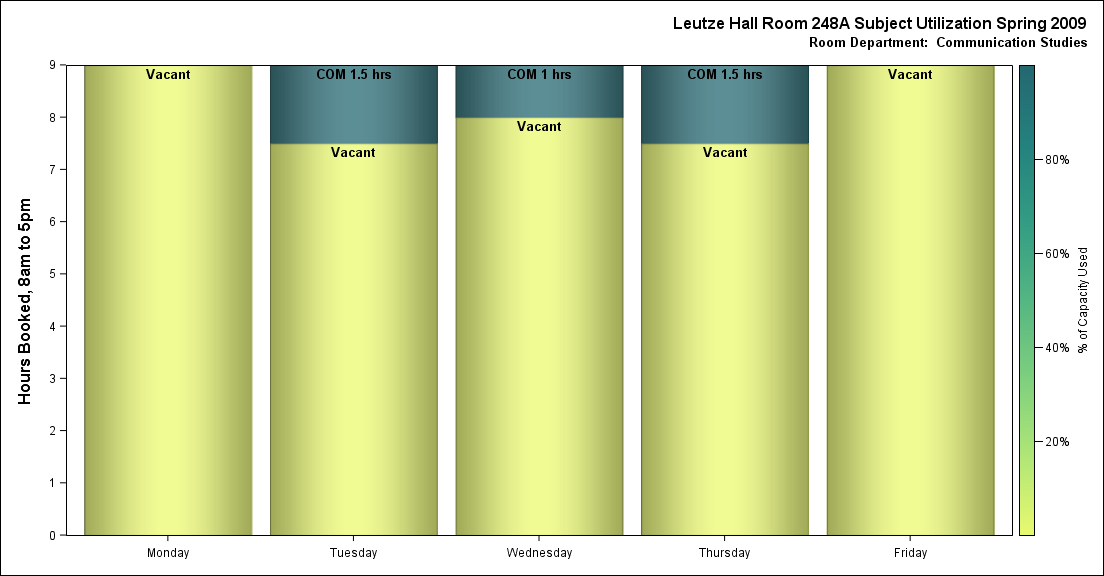 Leutze Hall Room 248A Subject Utilization Spring 2009
Room Department:  Communication Studies
Hours Booked, 8am to 5pm
9
8
7
6
5
4
3
2
1
0
Vacant
COM 1.5 hrs
Vacant
COM 1 hrs
Vacant
COM 1.5 hrs
Vacant
Vacant
Monday
Tuesday
Wednesday
Thursday
Friday
80%
60%
40%
20%
% of Capacity Used